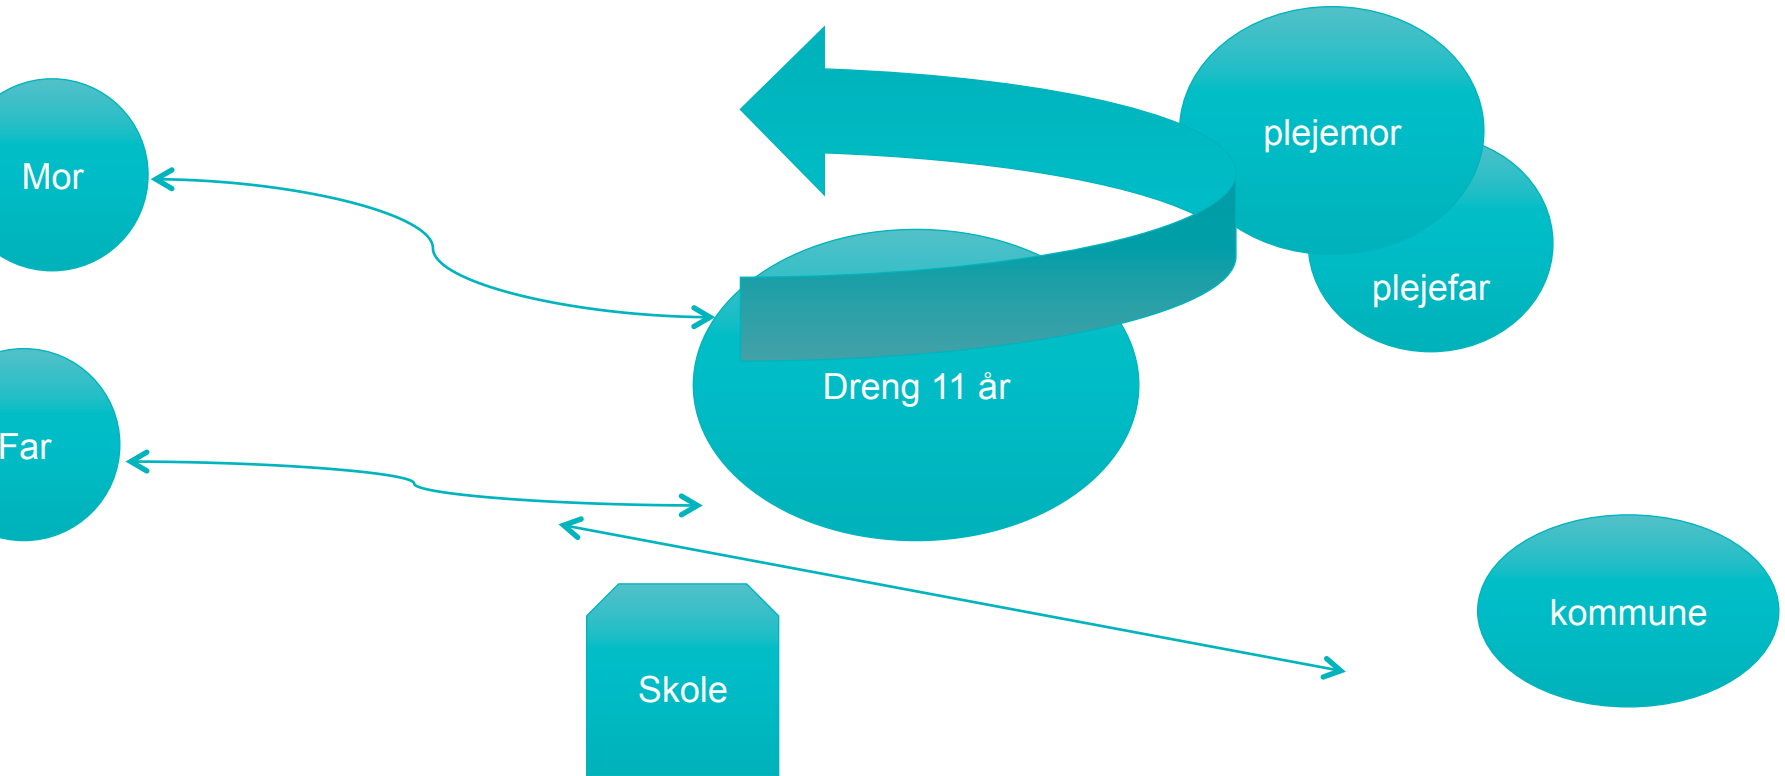 plejemor
Mor
plejefar
Dreng 11 år
Far
kommune
Skole